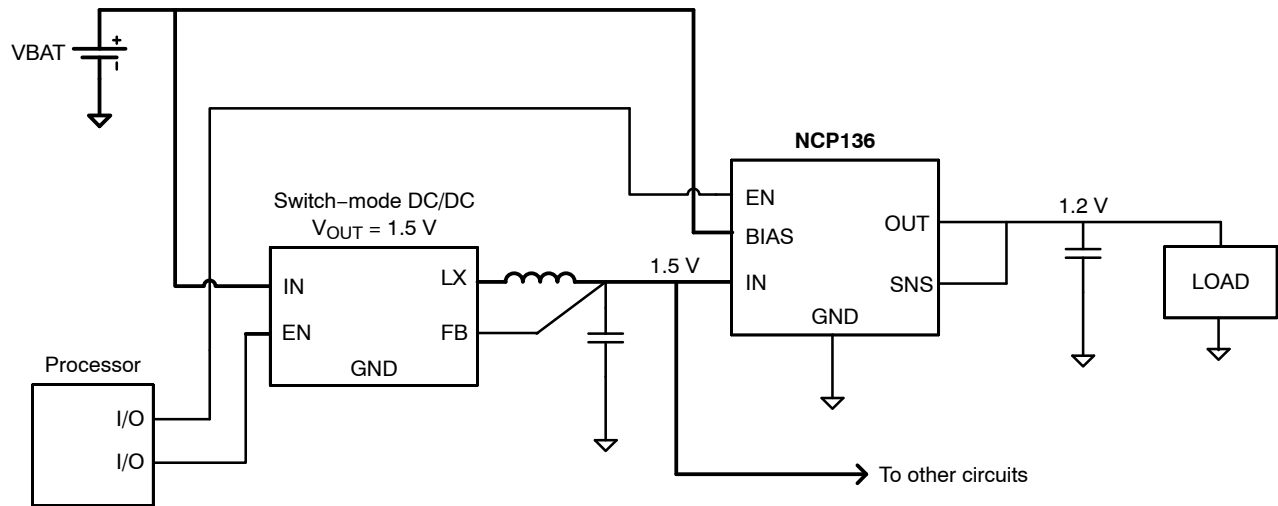 VBAT
+
NCP136
Switch−mode DC/DC
VOUT = 1.5 V
EN
BIAS
IN
OUT
SNS
GND
1.2 V
LOAD
1.5 V
IN
EN
LX
FB
GND
Processor
I/O
I/O
To other circuits